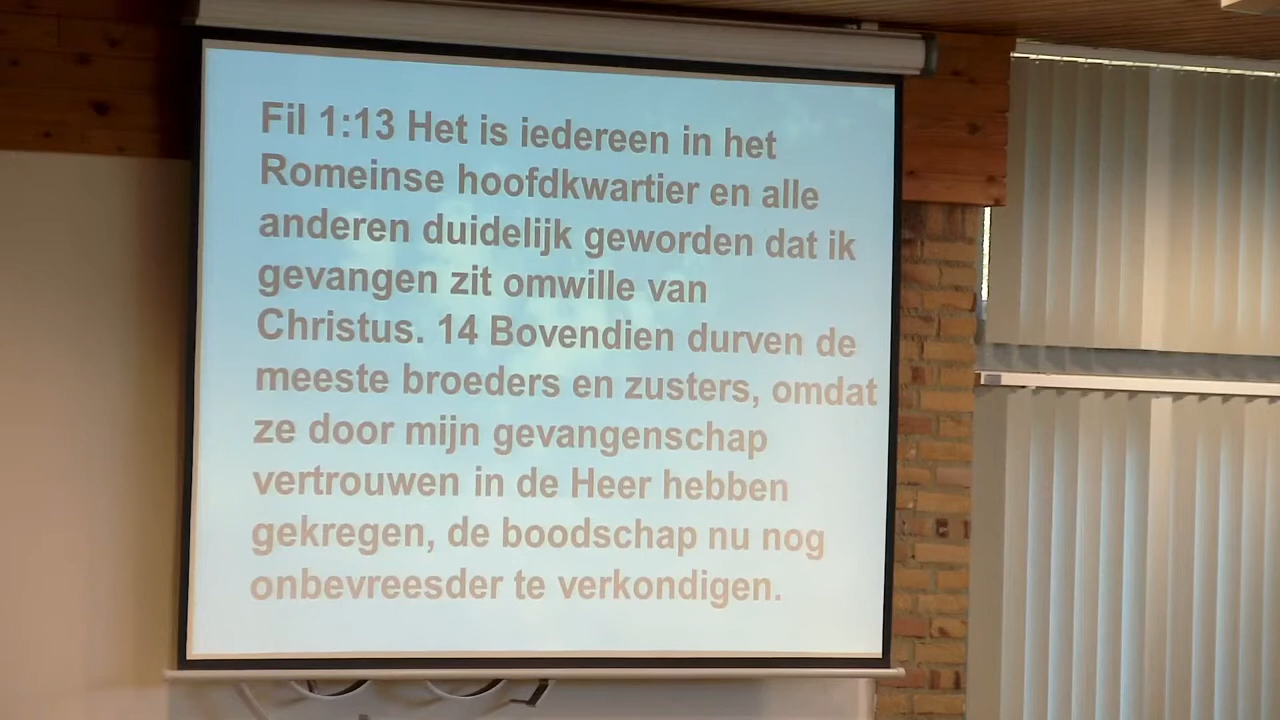 Fil 1:13 Het is iedereen in het
Romeinse hoofdkwartier en alle
anderen duidelijk geworden dat ik
gevangen zit omwille van
Christus. 14 Bovendien durven de
meeste broeders en zusters, omdat
ze door mijn gevangenschap
vertrouwen in de Heer hebben
gekregen, de boodschap nu nog
onbevreesder te verkondigen.